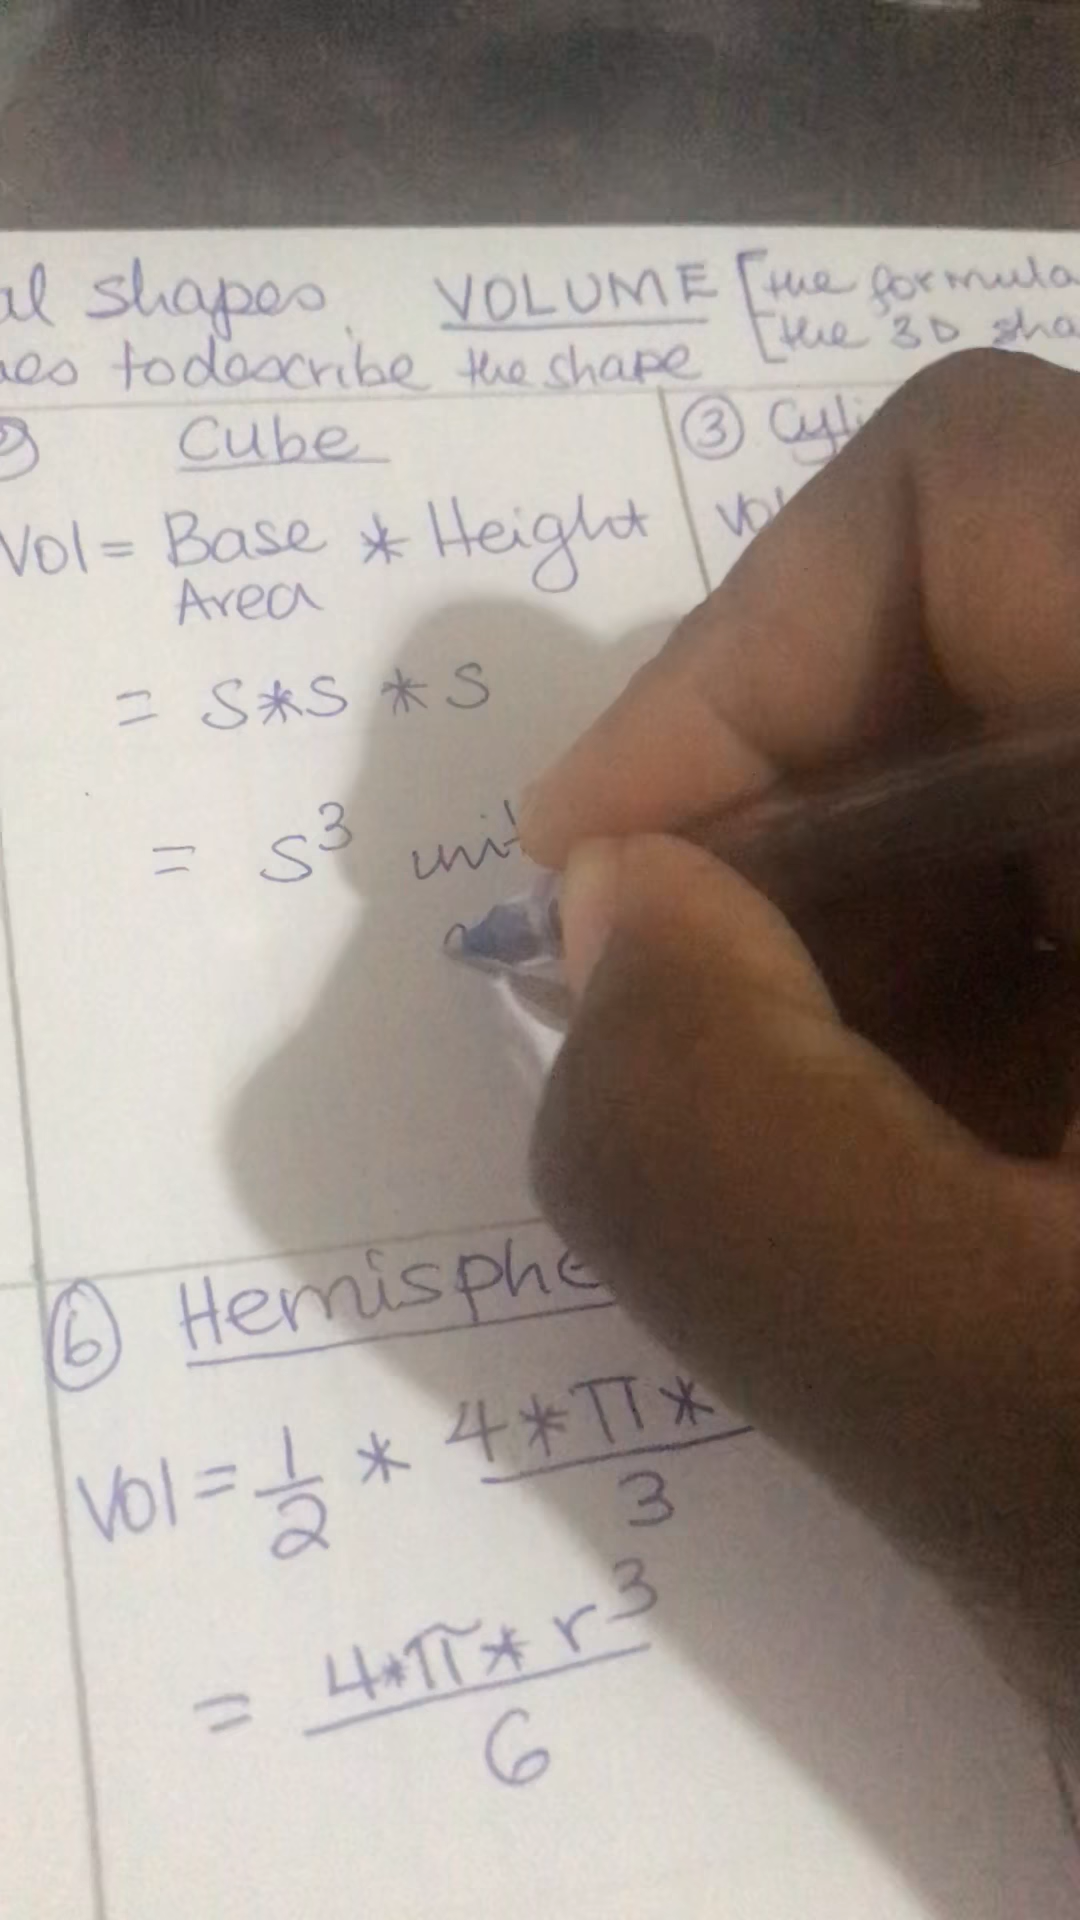 shapes VOLUME [the formula
to describe the shape [the 3D
Cube
Vol = Base * Height
Area
= S*S *S
= S³
③
⑥
Vol = 1/2 * 4*π* / 3
= 4*π* r³ / 6